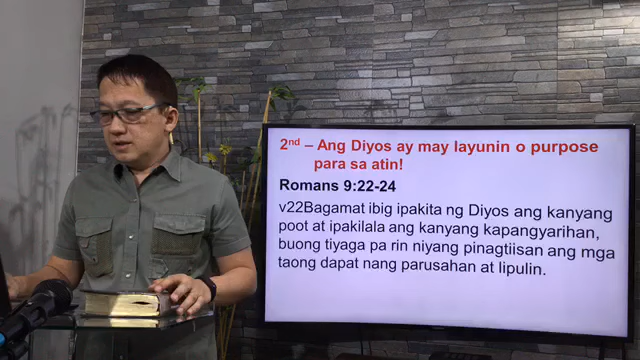 2nd – Ang Diyos ay may layunin o purpose
para sa atin!
Romans 9:22-24
v22Bagamat ibig ipakita ng Diyos ang kanyang
poot at ipakilala ang kanyang kapangyarihan,
buong tiyaga pa rin niyang pinagtiisan ang mga
taong dapat nang parusahan at lipulin.